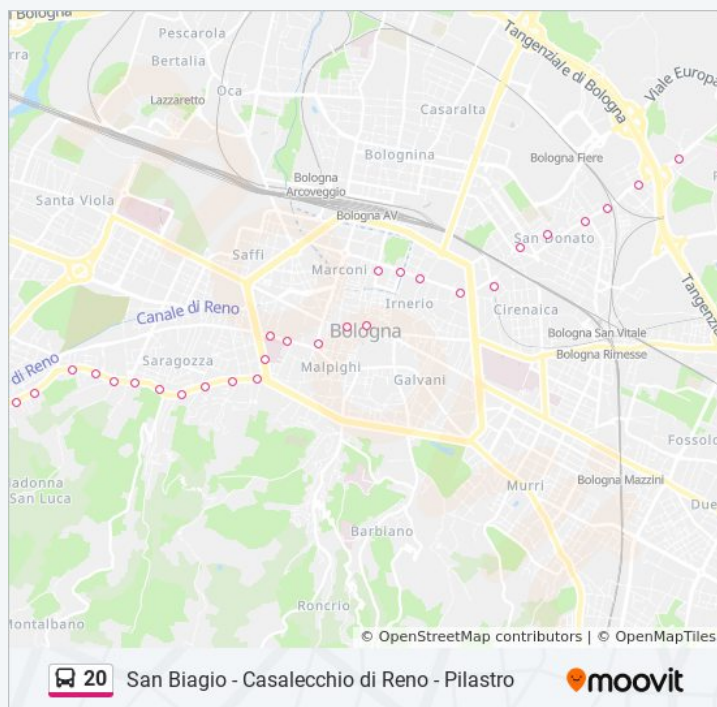 l Bologna
Pescarola
Bertalia
Oca
Lazzaretto
rra
Tangenziale di Bologna
Viale Europa
Casaralta
Bolognina
Bologna Fiere
Bologna
Arcoveggio
Santa Viola
Bologna AV
San Donato
Saffi
Marconi
Tangenz
Irnerio
Cirenaica
Canale di Reno
Bologna
Bologna San Vitale
Bologna Rimesse
di Reno
Saragozza
Malpighi
Galvani
Fossolo
Bologna Mazzini
Murri
Due
adonna
San Luca
Barbiano
Roncrio
Montalbano
© OpenStreetMap contributors | © OpenMapTiles
20 San Biagio - Casalecchio di Reno - Pilastro moovit